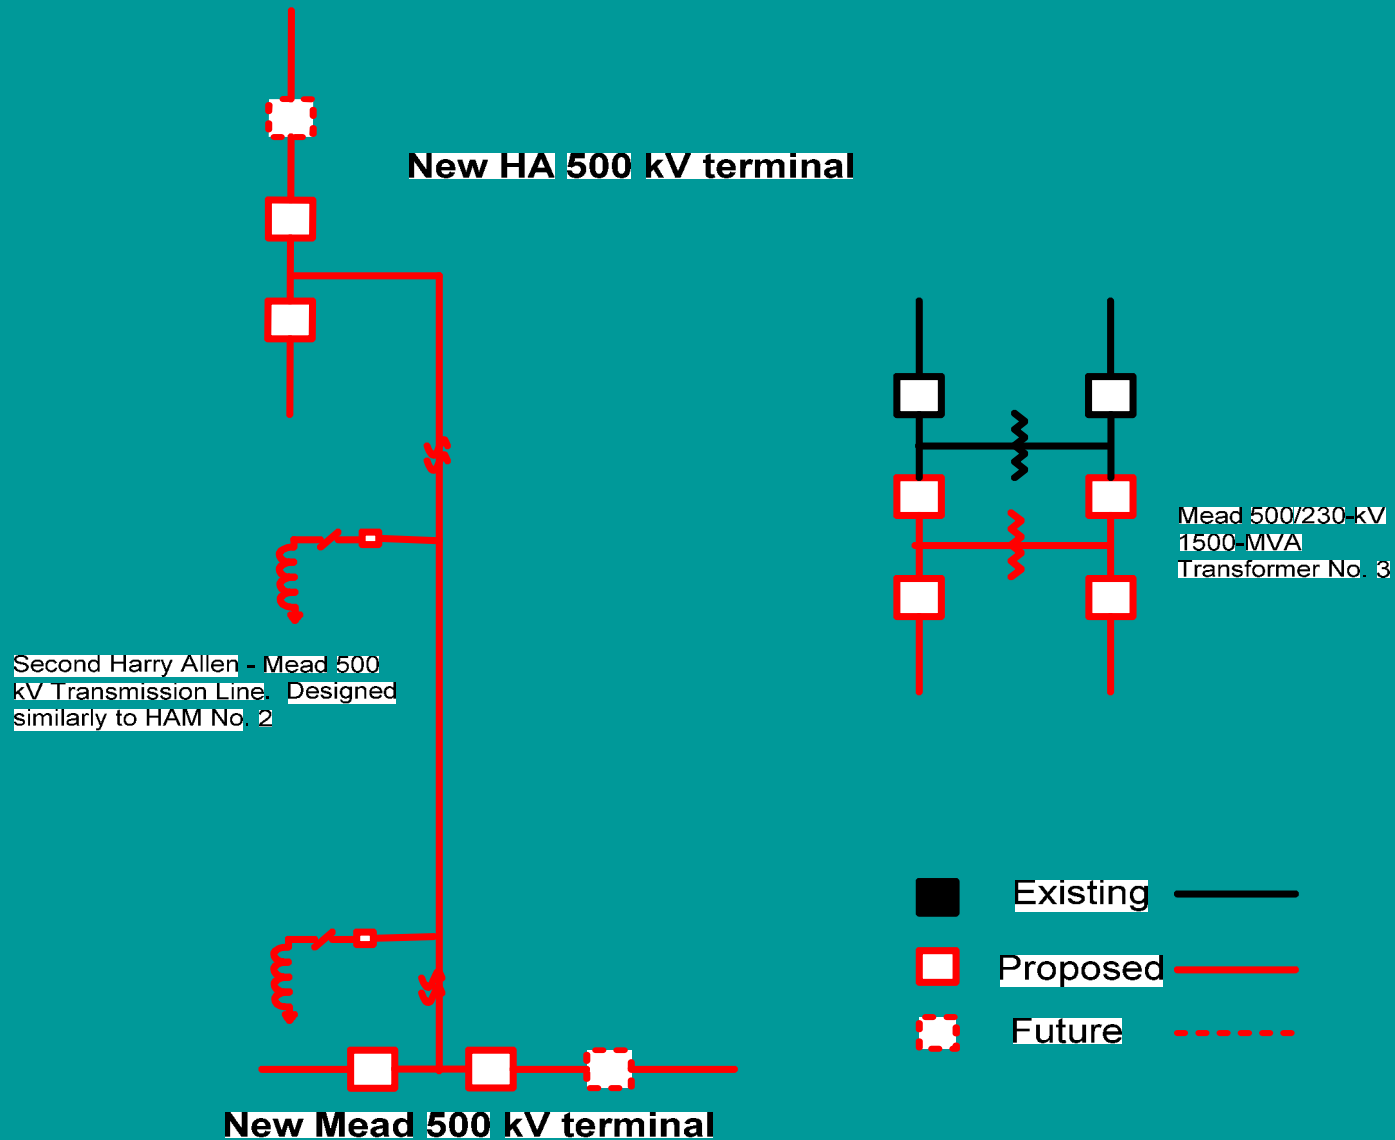 New HA 500 kV terminal
Mead 500/230-kV
1500-MVA
Transformer No. 3
Second Harry Allen - Mead 500
kV Transmission Line. Designed
similarly to HAM No. 2
Existing
Proposed
Future
New Mead 500 kV terminal